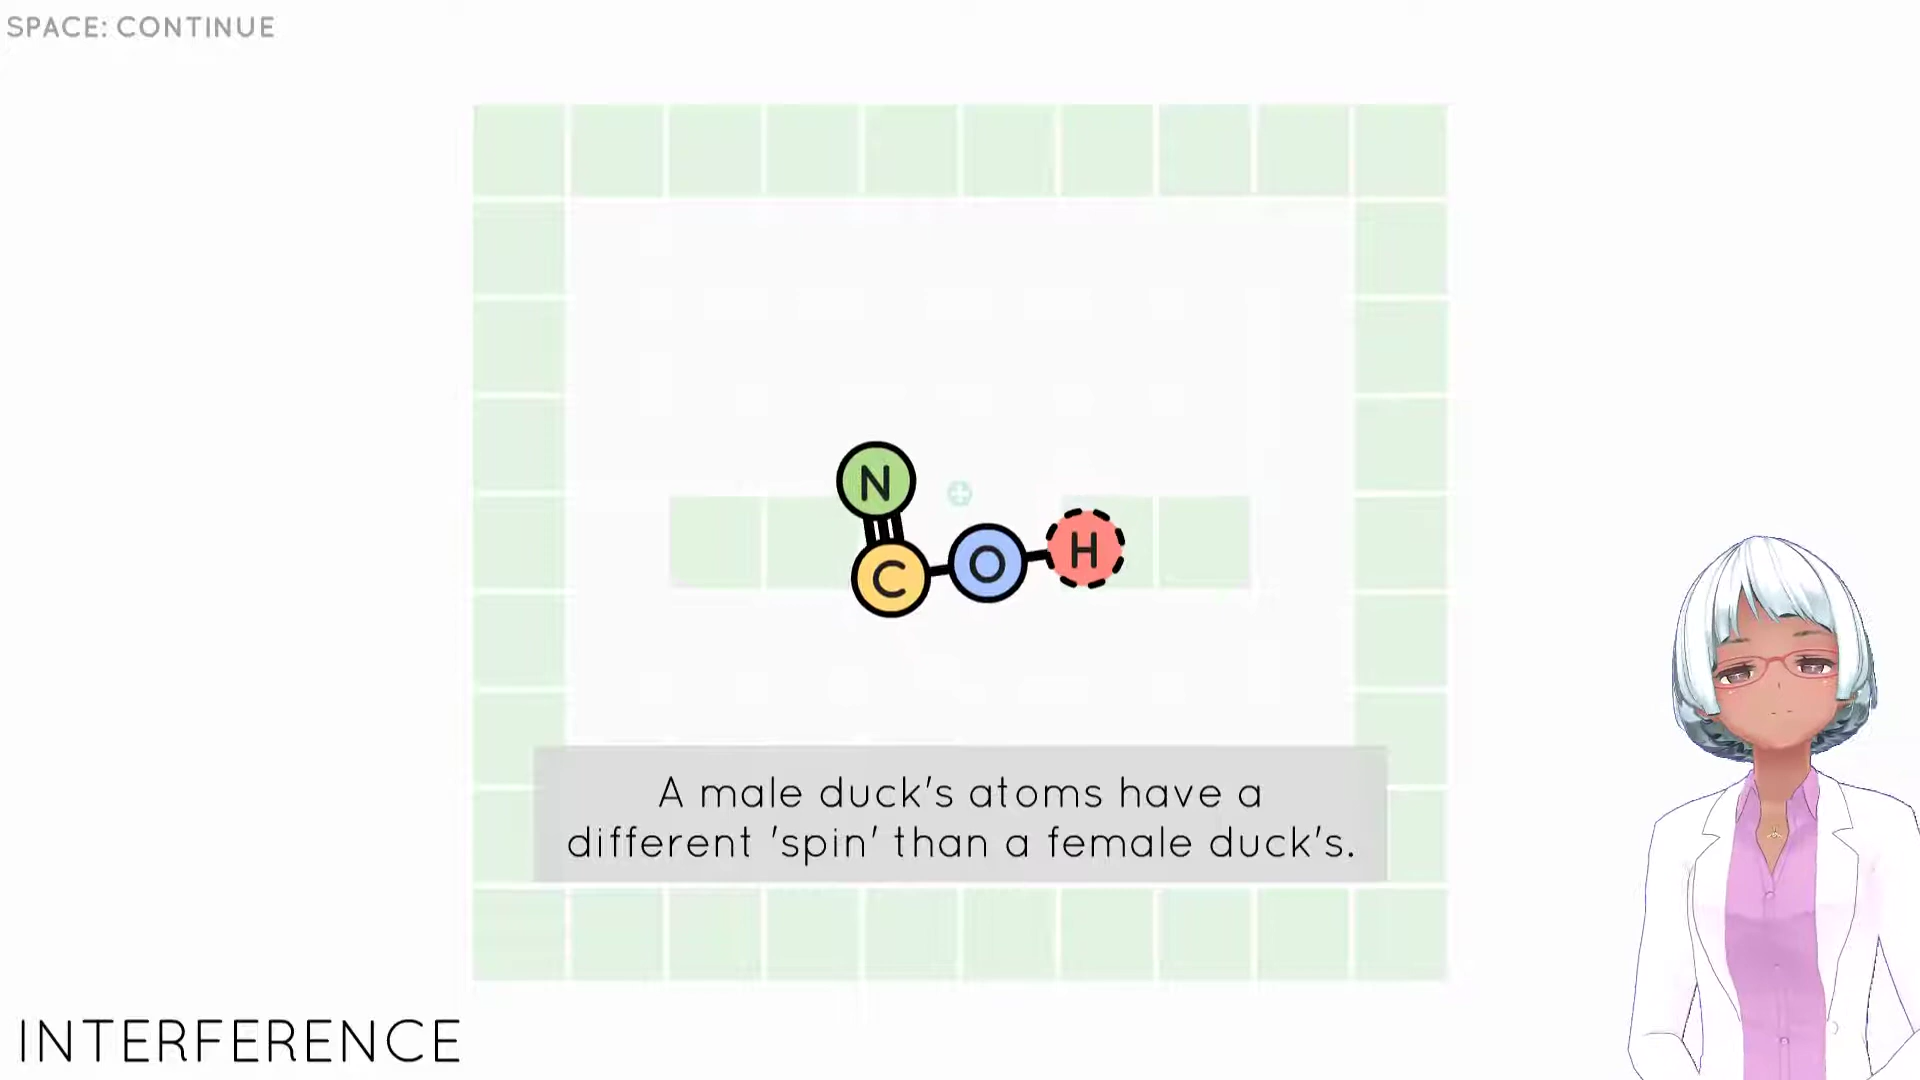 SPACE: CONTINUE
N
C O H
A male duck's atoms have a
different 'spin' than a female duck's.
INTERFERENCE